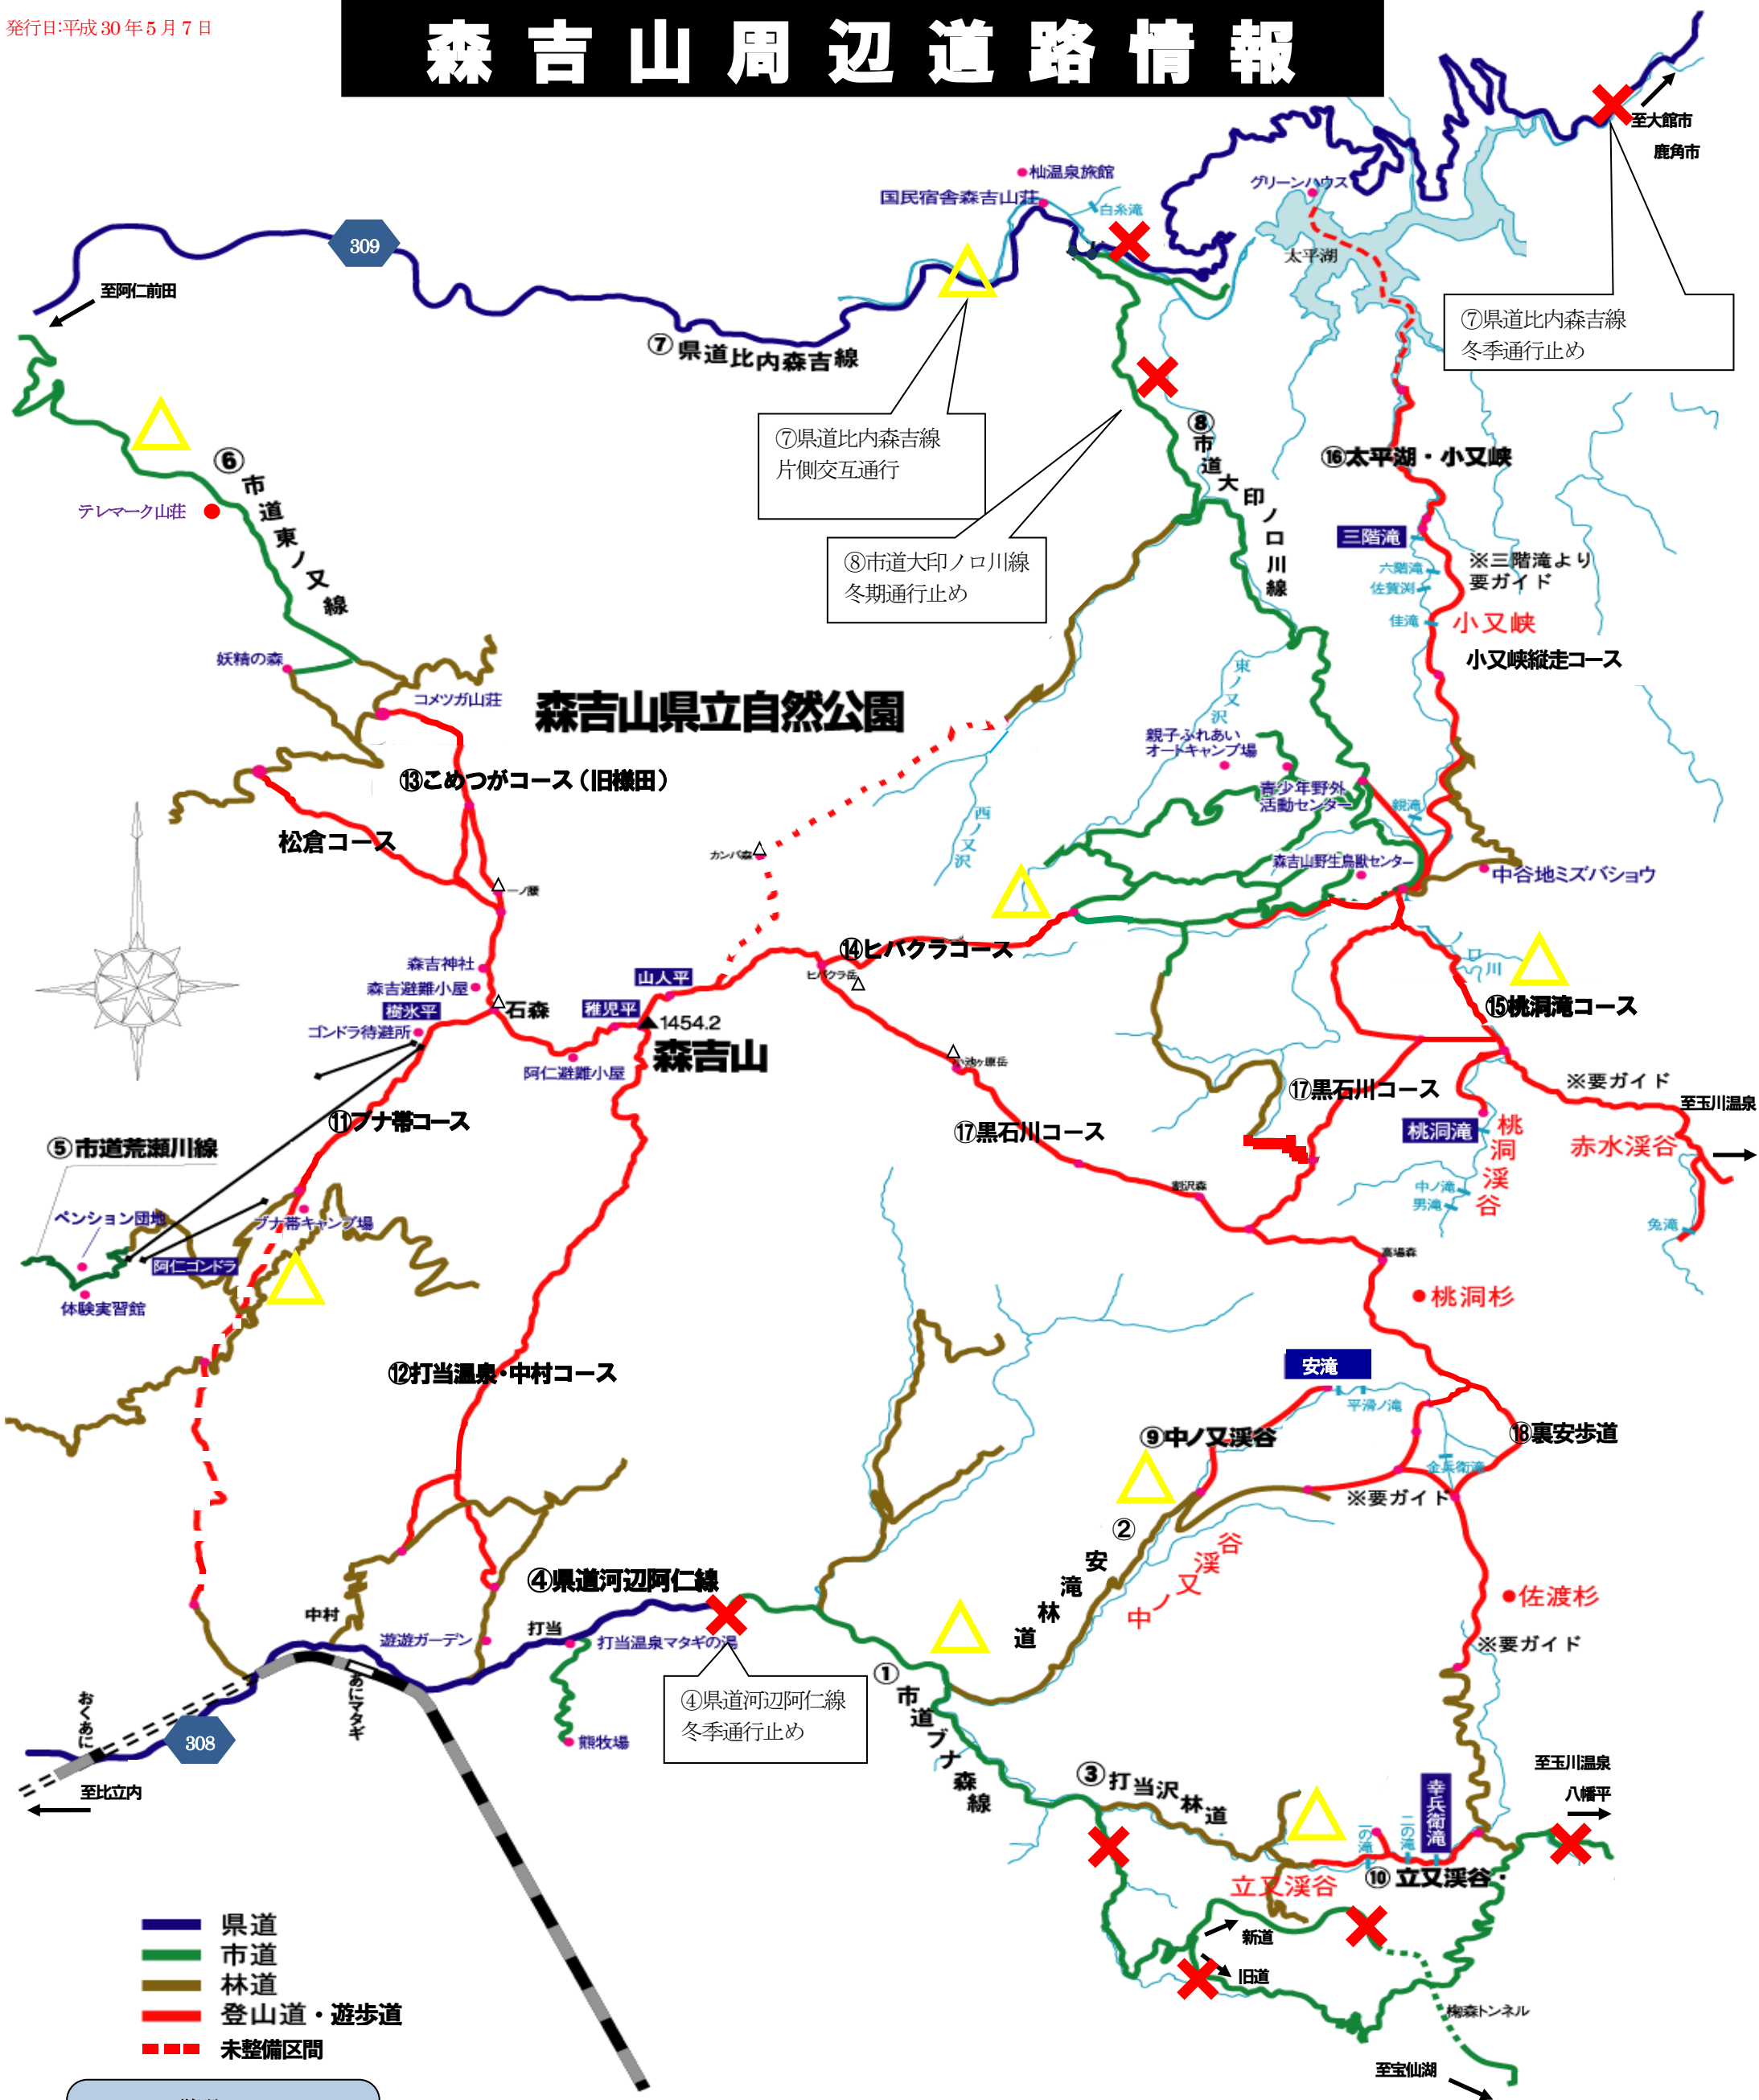 発行日:平成30年5月7日
森吉山周辺道路情報
至大館市
鹿角市
杣温泉旅館
国民宿舎森吉山荘
白糸滝
グリーンハウス
太平湖
309
至阿仁前田
⑦県道比内森吉線
⑦県道比内森吉線
冬季通行止め
⑦県道比内森吉線
片側交互通行
⑧市道大印ノロ川線
⑧市道大印ノロ川線
冬期通行止め
⑥市道東ノ又線
テレマーク山荘
⑯太平湖・小又峡
三階滝
※三階滝より
要ガイド
六階滝
佐賀渕
佳滝
小又峡
小又峡縦走コース
妖精の森
コメツガ山荘
森吉山県立自然公園
東ノ又沢
親子ふれあい
オートキャンプ場
青少年野外
活動センター
⑬こめつがコース(旧様田)
松倉コース
西ノ又沢
カンバ森
森吉山野生鳥獣センター
中谷地ミズバショウ
一ノ腰
⑭ヒバクラコース
ヒバクラ岳
森吉神社
森吉避難小屋
樹氷平
石森
ゴンドラ待避所
山人平
稚児平
1454.2
森吉山
阿仁避難小屋
ノロ川
⑮桃洞滝コース
小池ヶ原岳
⑰黒石川コース
⑰黒石川コース
※要ガイド
至玉川温泉
桃洞滝
桃洞渓谷
赤水渓谷
中ノ滝
男滝
兎滝
⑪ブナ帯コース
⑤市道荒瀬川線
ペンション団地
ブナ帯キャンプ場
阿仁ゴンドラ
体験実習館
割沢森
高場森
桃洞杉
⑫打当温泉・中村コース
安滝
平滑ノ滝
⑨中ノ又渓谷
⑱裏安歩道
金兵衛滝
※要ガイド
②安滝林道
中ノ又渓谷
佐渡杉
※要ガイド
④県道河辺阿仁線
中村
遊遊ガーデン
打当
打当温泉マタギの湯
①市道ブナ森線
④県道河辺阿仁線
冬季通行止め
おくあに
あにマタギ
308
熊牧場
至比立内
③打当沢林道
至玉川温泉
八幡平
幸兵衛滝
一の滝
二の滝
⑩立又渓谷
立又渓谷
新道
旧道
至宝仙湖
県道
市道
林道
登山道・遊歩道
未整備区間